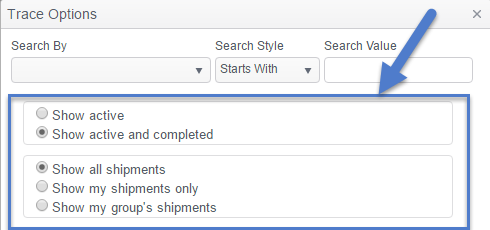 Trace Options
Search By Search Style Search Value
Starts With
Show active
Show active and completed
Show all shipments
Show my shipments only
Show my group's shipments